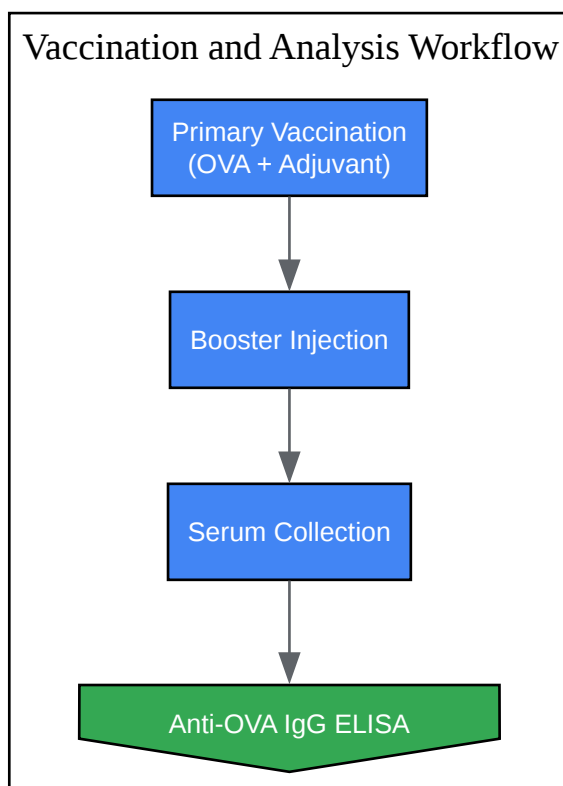 Vaccination and Analysis Workflow
Primary Vaccination
(OVA + Adjuvant)
Booster Injection
Serum Collection
Anti-OVA IgG ELISA